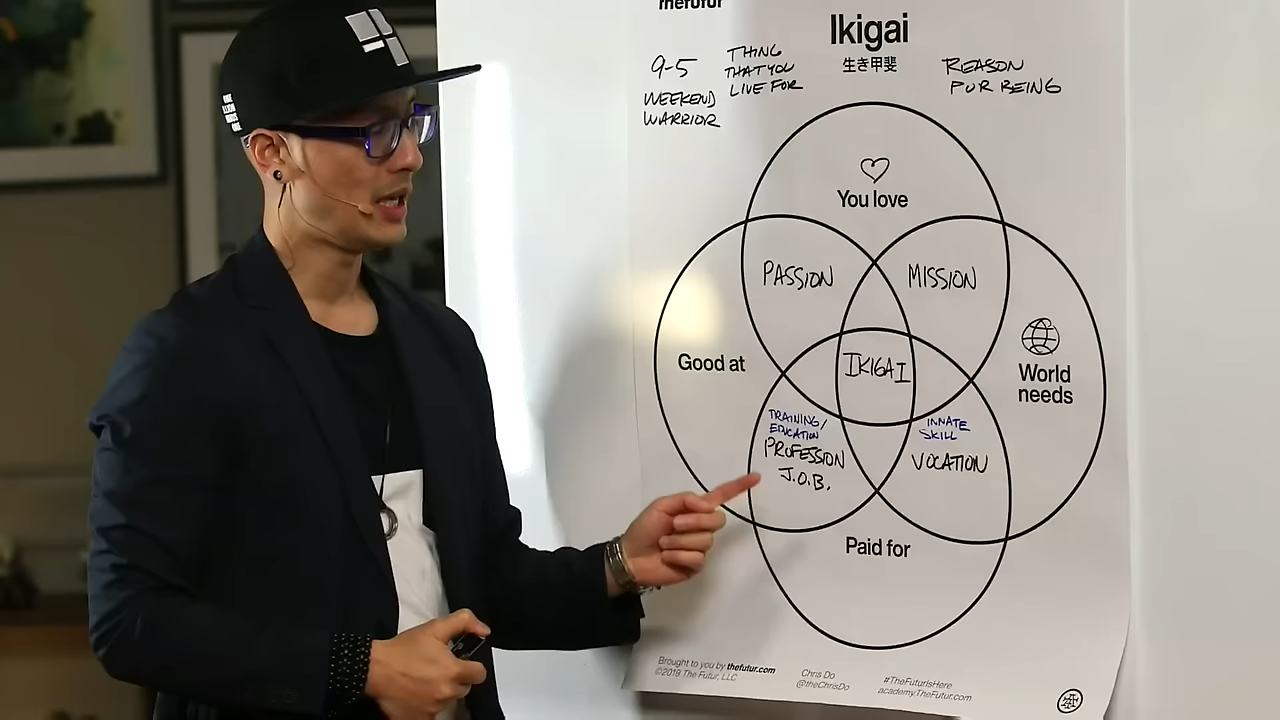 thefutur
Ikigai
生き甲斐
9-5
WEEKEND
WARRIOR
THING
THAT YOU
LIVE FOR
REASON
FOR BEING
You love
PASSION
MISSION
Good at
IKIGAI
World
needs
TRAINING/
EDUCATION
PROFESSION
J.O.B.
INNATE
SKILL
VOCATION
Paid for
Brought to you by thefutur.com
©2019 The Futur, LLC
Chris Do
@theChrisDo
#TheFuturIsHere
academy.TheFutur.com